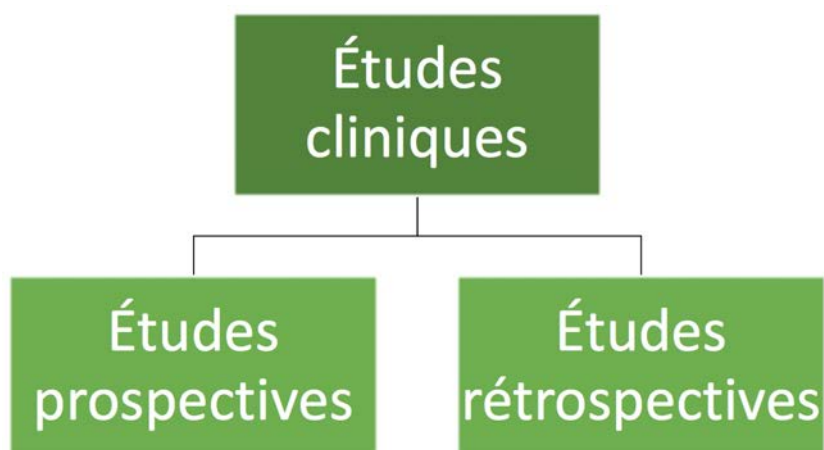 Études
cliniques
Études
prospectives
Études
rétrospectives